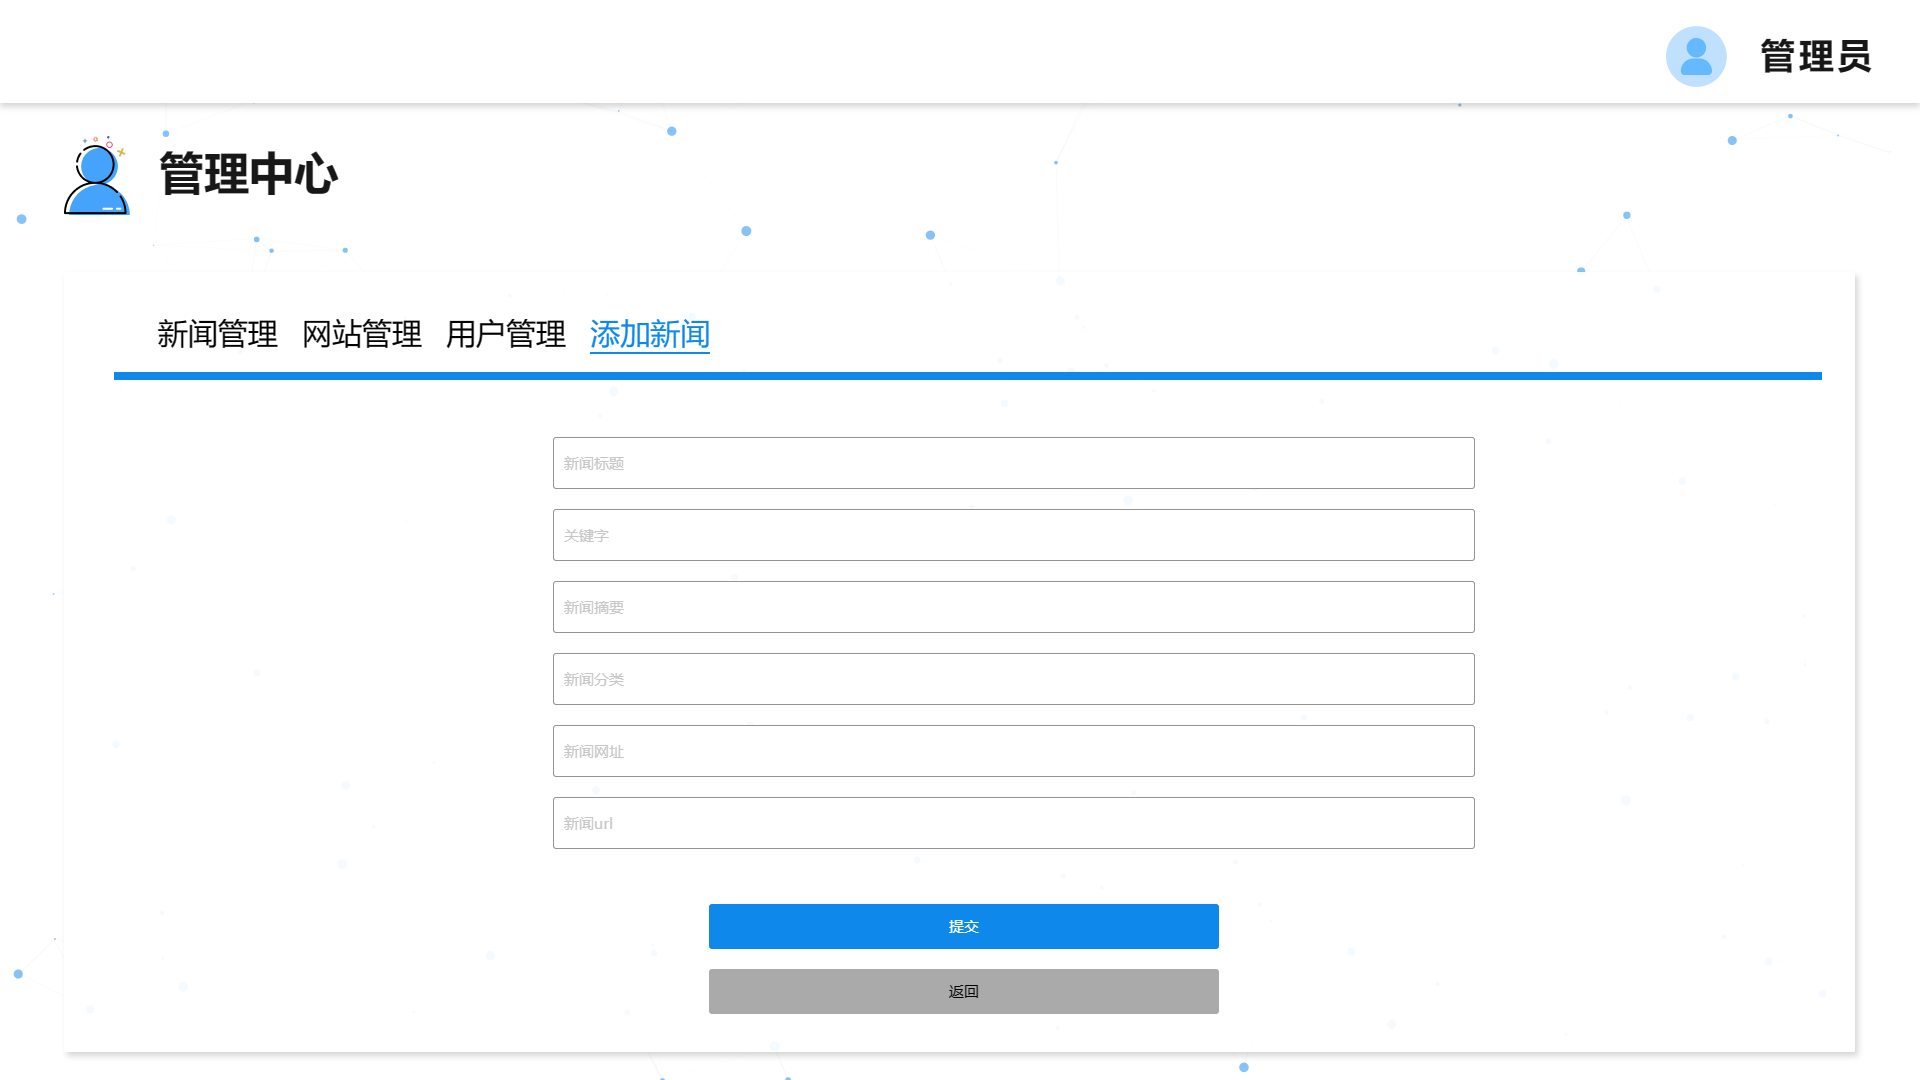 管理员
管理中心
新闻管理 网站管理 用户管理 添加新闻
新闻标题
关键字
新闻摘要
新闻分类
新闻网址
新闻url
提交
返回